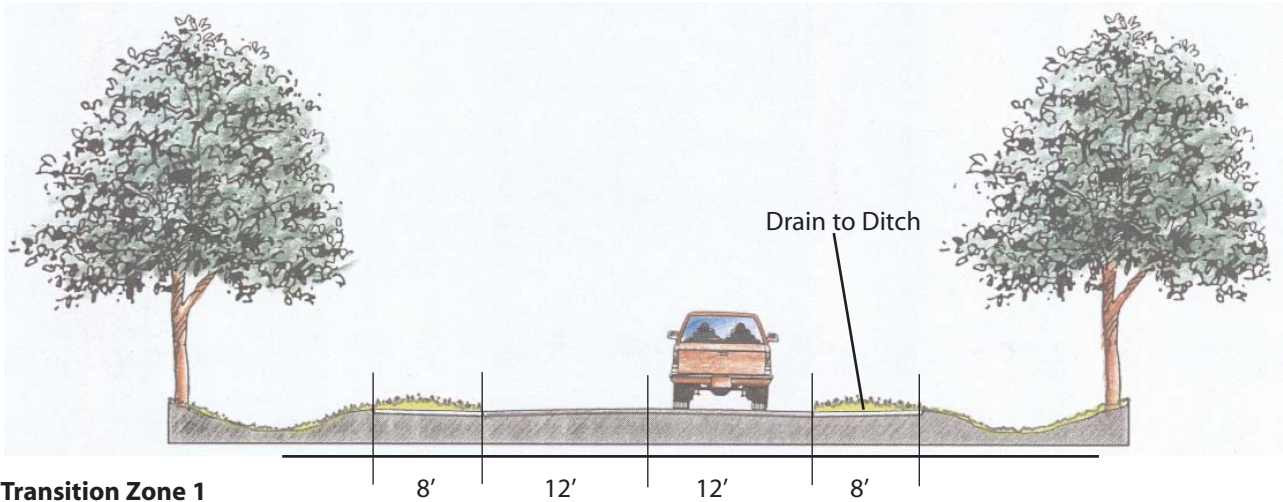 Drain to Ditch
Transition Zone 1
8’ 12’ 12’ 8’